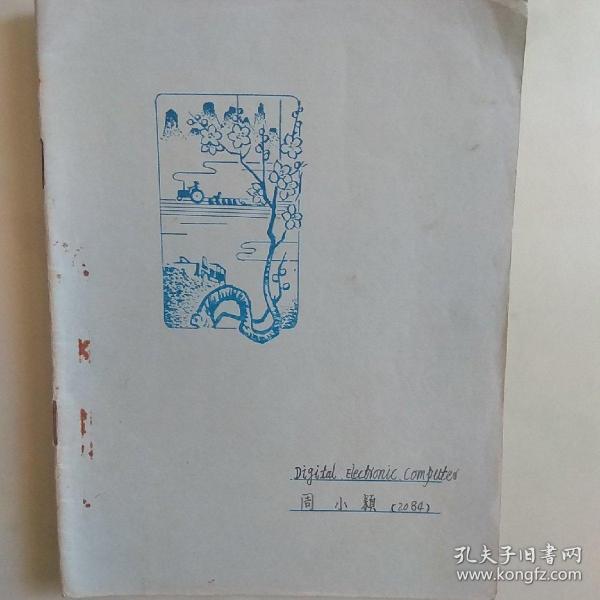 Digital Electronic Computer
周小颖(2084)
孔夫子旧书网
www.kongfz.com